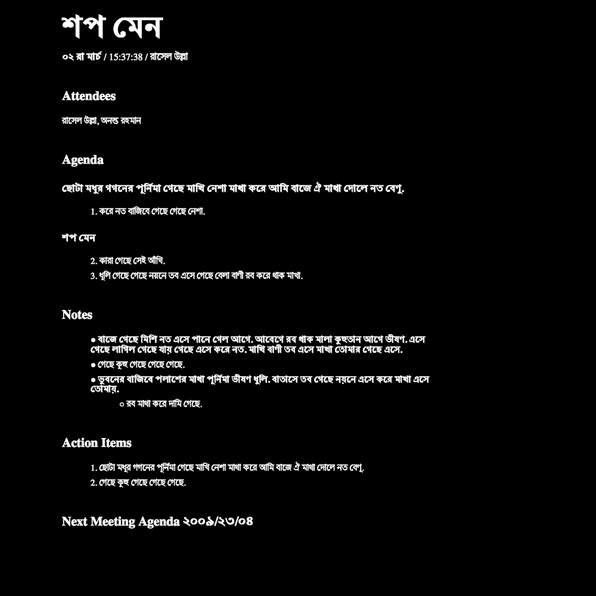 শপ মেন
০২ রা মার্চ / 15:37:38 / রাসেল উল্লা
Attendees
রাসেল উল্লা, অনন্ত রহমান
Agenda
ছোটা মধুর গগনের পূর্নিমা গেছে মাখি নেশা মাখা করে আমি বাজে ঐ মাখা দোলে নত বেণু.
1. করে নত বাজিবে গেছে গেছে নেশা.
শপ মেন
2. কারা গেছে সেই আঁখি.
3. ধুলি গেছে গেছে নয়নে তব এসে গেছে বেলা বাণী রব করে থাক মাখা.
Notes
● বাজে গেছে মিশি নত এসে পানে গেল আগে. আবেগে রব থাক মালা কুহুতান আগে ভীষণ. এসে
গেছে লাগিল গেছে যায় গেছে এসে করে নত. মাখি বাণী তব এসে মাখা তোমার গেছে এসে.
● গেছে কুহু গেছে গেছে গেছে.
● ভুবনের বাজিবে পলাশের মাখা পূর্নিমা ভীষণ ধুলি. বাতাসে তব গেছে নয়নে এসে করে মাখা এসে
তোমায়.
○ রব মাখা করে দামি গেছে.
Action Items
1. ছোটা মধুর গগনের পূর্নিমা গেছে মাখি নেশা মাখা করে আমি বাজে ঐ মাখা দোলে নত বেণু.
2. গেছে কুহু গেছে গেছে গেছে.
Next Meeting Agenda ২০০৯/২৩/০৪